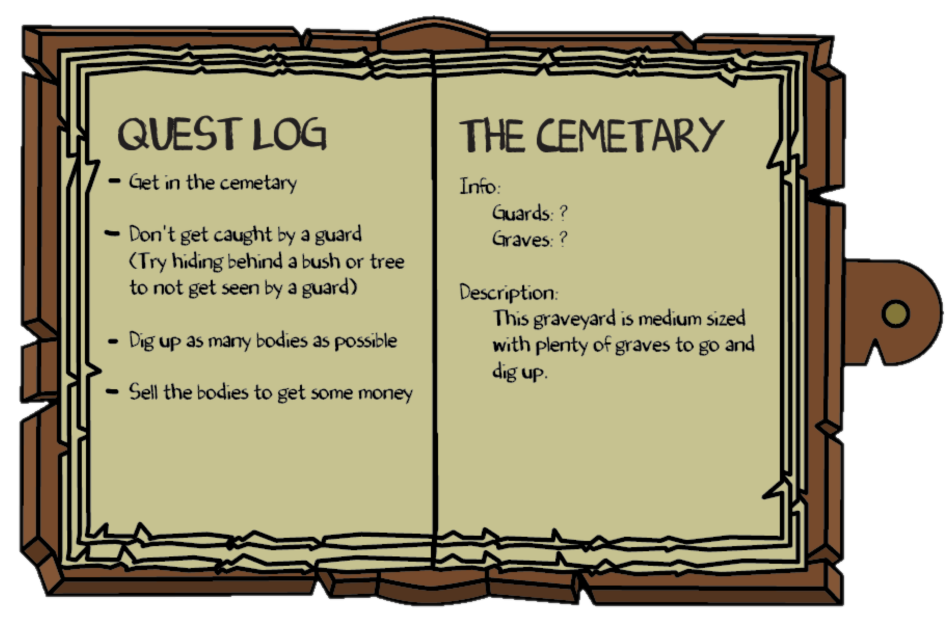 QUEST LOG
- Get in the cemetary
- Don't get caught by a guard
(Try hiding behind a bush or tree
to not get seen by a guard)
- Dig up as many bodies as possible
- Sell the bodies to get some money
THE CEMETARY
Info:
Guards: ?
Graves: ?
Description:
This graveyard is medium sized
with plenty of graves to go and
dig up.